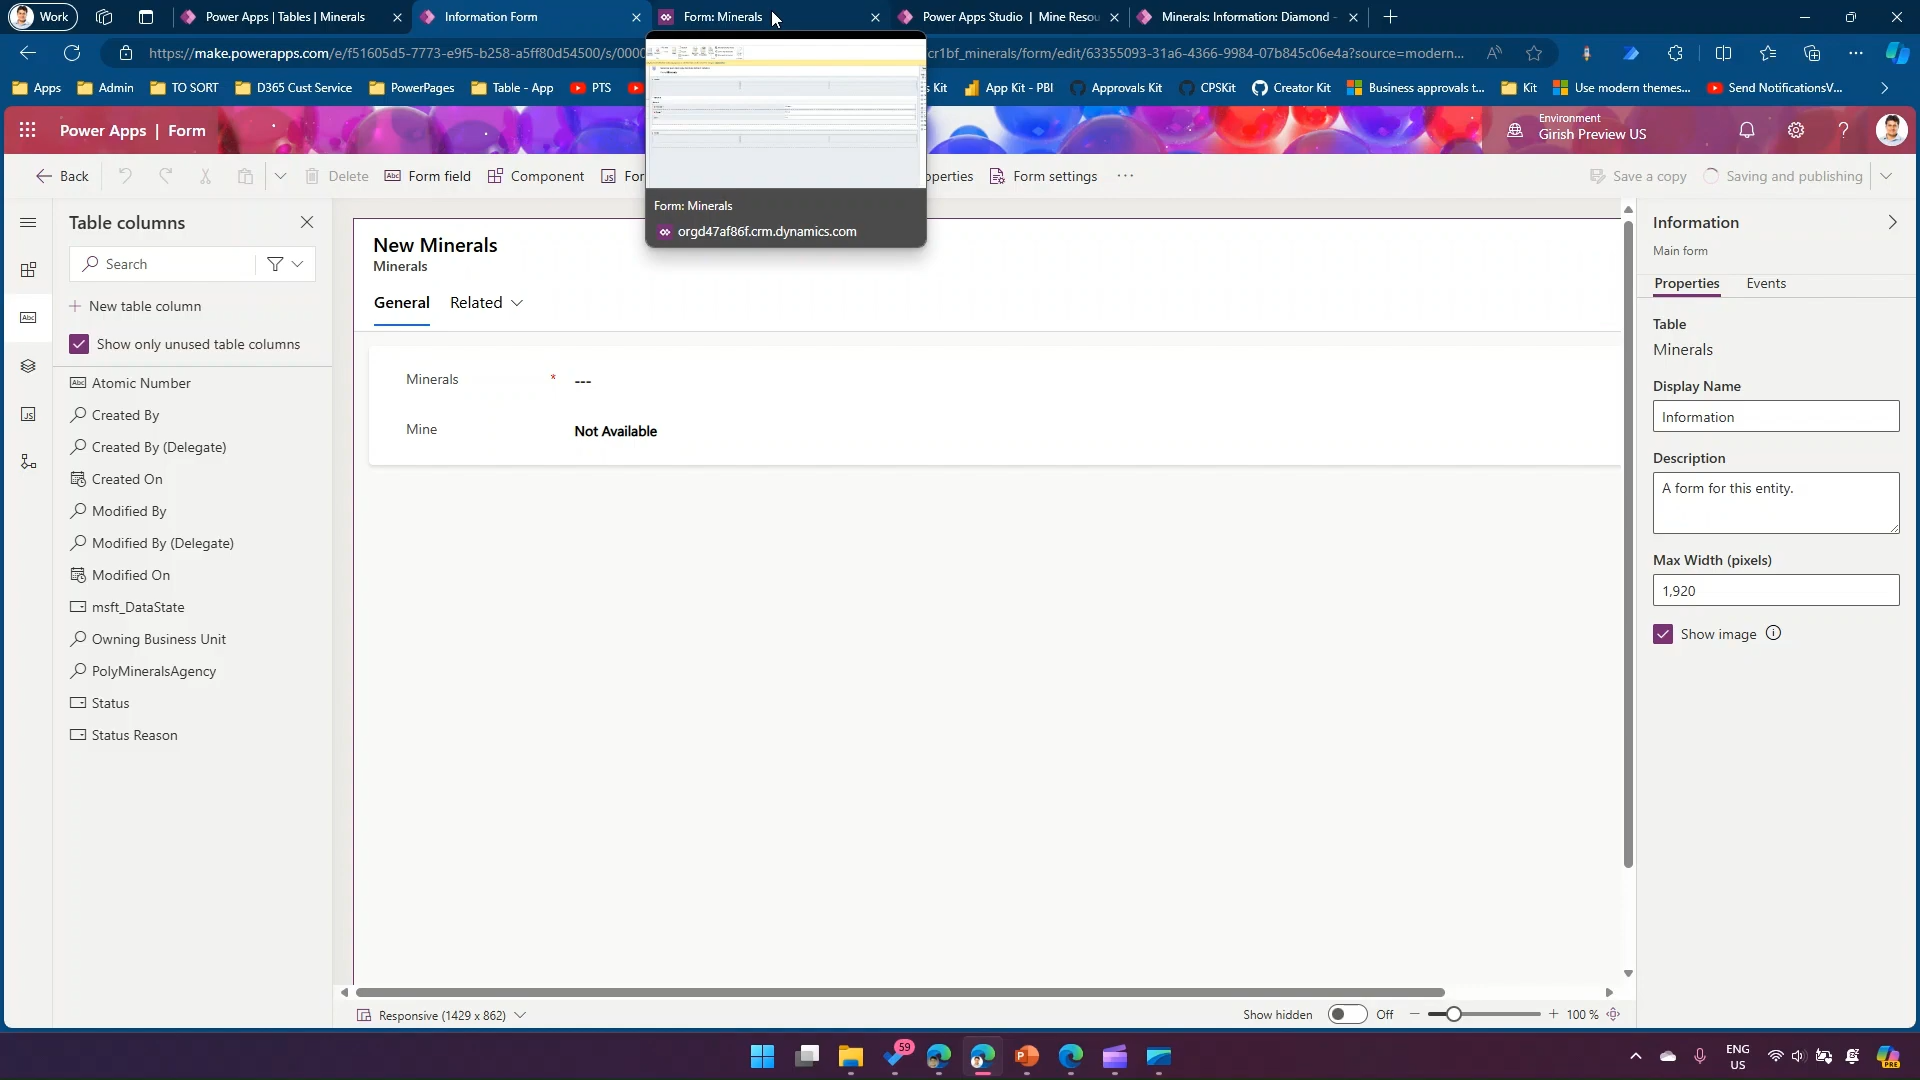 Work
Power Apps | Tables | Minerals
Information Form
Form: Minerals
Power Apps Studio | Mine Resou
Minerals: Information: Diamond -
https://make.powerapps.com/e/f51605d5-7773-e9f5-b258-a5ff80d54500/s/0000
cr1bf_minerals/form/edit/63355093-31a6-4366-9984-07b845c06e4a?source=modern...
Apps
Admin
TO SORT
D365 Cust Service
PowerPages
Table - App
PTS
s Kit
App Kit - PBI
Approvals Kit
CPSKit
Creator Kit
Business approvals t...
Kit
Use modern themes...
Send NotificationsV...
Power Apps | Form
Environment
Girish Preview US
Back
Delete
Form field
Component
For
operties
Form settings
Save a copy
Saving and publishing
Form: Minerals
orgd47af86f.crm.dynamics.com
Table columns
Search
New table column
Show only unused table columns
Abc Atomic Number
Created By
Created By (Delegate)
Created On
Modified By
Modified By (Delegate)
Modified On
msft_DataState
Owning Business Unit
PolyMineralsAgency
Status
Status Reason
New Minerals
Minerals
General
Related
Minerals * ---
Mine Not Available
Responsive (1429 x 862)
Show hidden
Off
100 %
Information
Main form
Properties
Events
Table
Minerals
Display Name
Information
Description
A form for this entity.
Max Width (pixels)
1,920
Show image
59
ENG
US
PRE